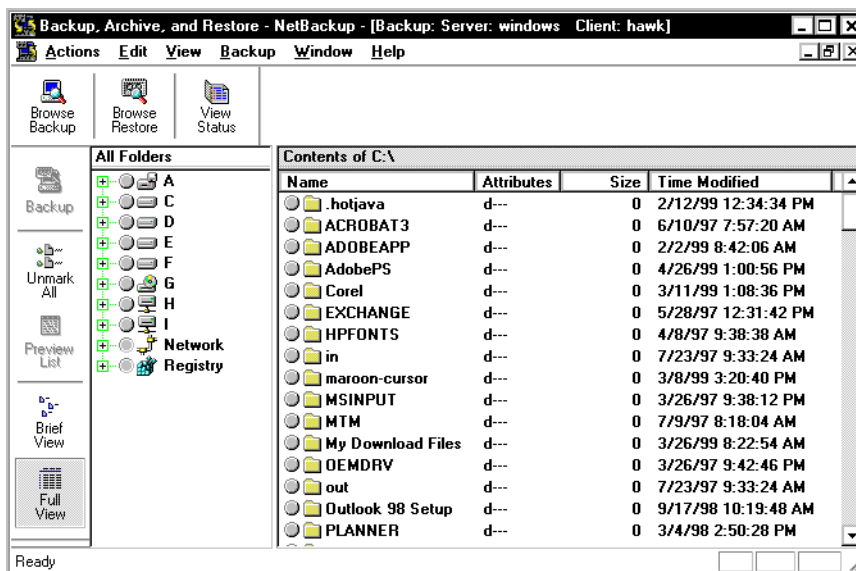 Backup, Archive, and Restore - NetBackup - [Backup: Server: windows Client: hawk]
Actions Edit View Backup Window Help
Browse Backup
Browse Restore
View Status
Backup
Unmark All
Preview List
Brief View
Full View
All Folders
A
C
D
E
F
G
H
I
Network
Registry
Contents of C:\
Name Attributes Size Time Modified
.hotjava d--- 0 2/12/99 12:34:34 PM
ACROBAT3 d--- 0 6/10/97 7:57:20 AM
ADOBEAPP d--- 0 2/2/99 8:42:06 AM
AdobePS d--- 0 4/26/99 1:00:56 PM
Corel d--- 0 3/11/99 1:08:36 PM
EXCHANGE d--- 0 5/28/97 12:31:42 PM
HPFONTS d--- 0 4/8/97 9:38:38 AM
in d--- 0 7/23/97 9:33:24 AM
maroon-cursor d--- 0 3/8/99 3:20:40 PM
MSINPUT d--- 0 3/26/97 9:38:12 PM
MTM d--- 0 7/9/97 8:18:04 AM
My Download Files d--- 0 3/26/99 8:22:54 AM
OEMDRV d--- 0 3/26/97 9:42:46 PM
out d--- 0 7/23/97 9:33:24 AM
Outlook 98 Setup d--- 0 9/17/98 10:19:48 AM
PLANNER d--- 0 3/4/98 2:50:28 PM
Ready